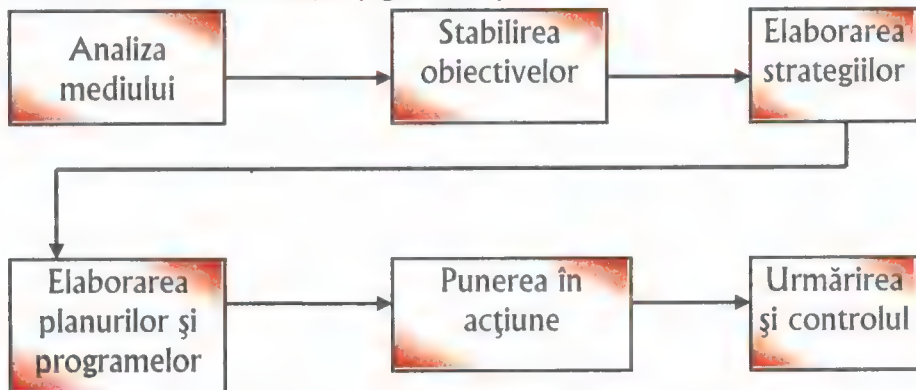 Analiza
mediului
Stabilirea
obiectivelor
Elaborarea
strategiilor
Elaborarea
planurilor şi
programelor
Punerea în
acţiune
Urmărirea
şi controlul